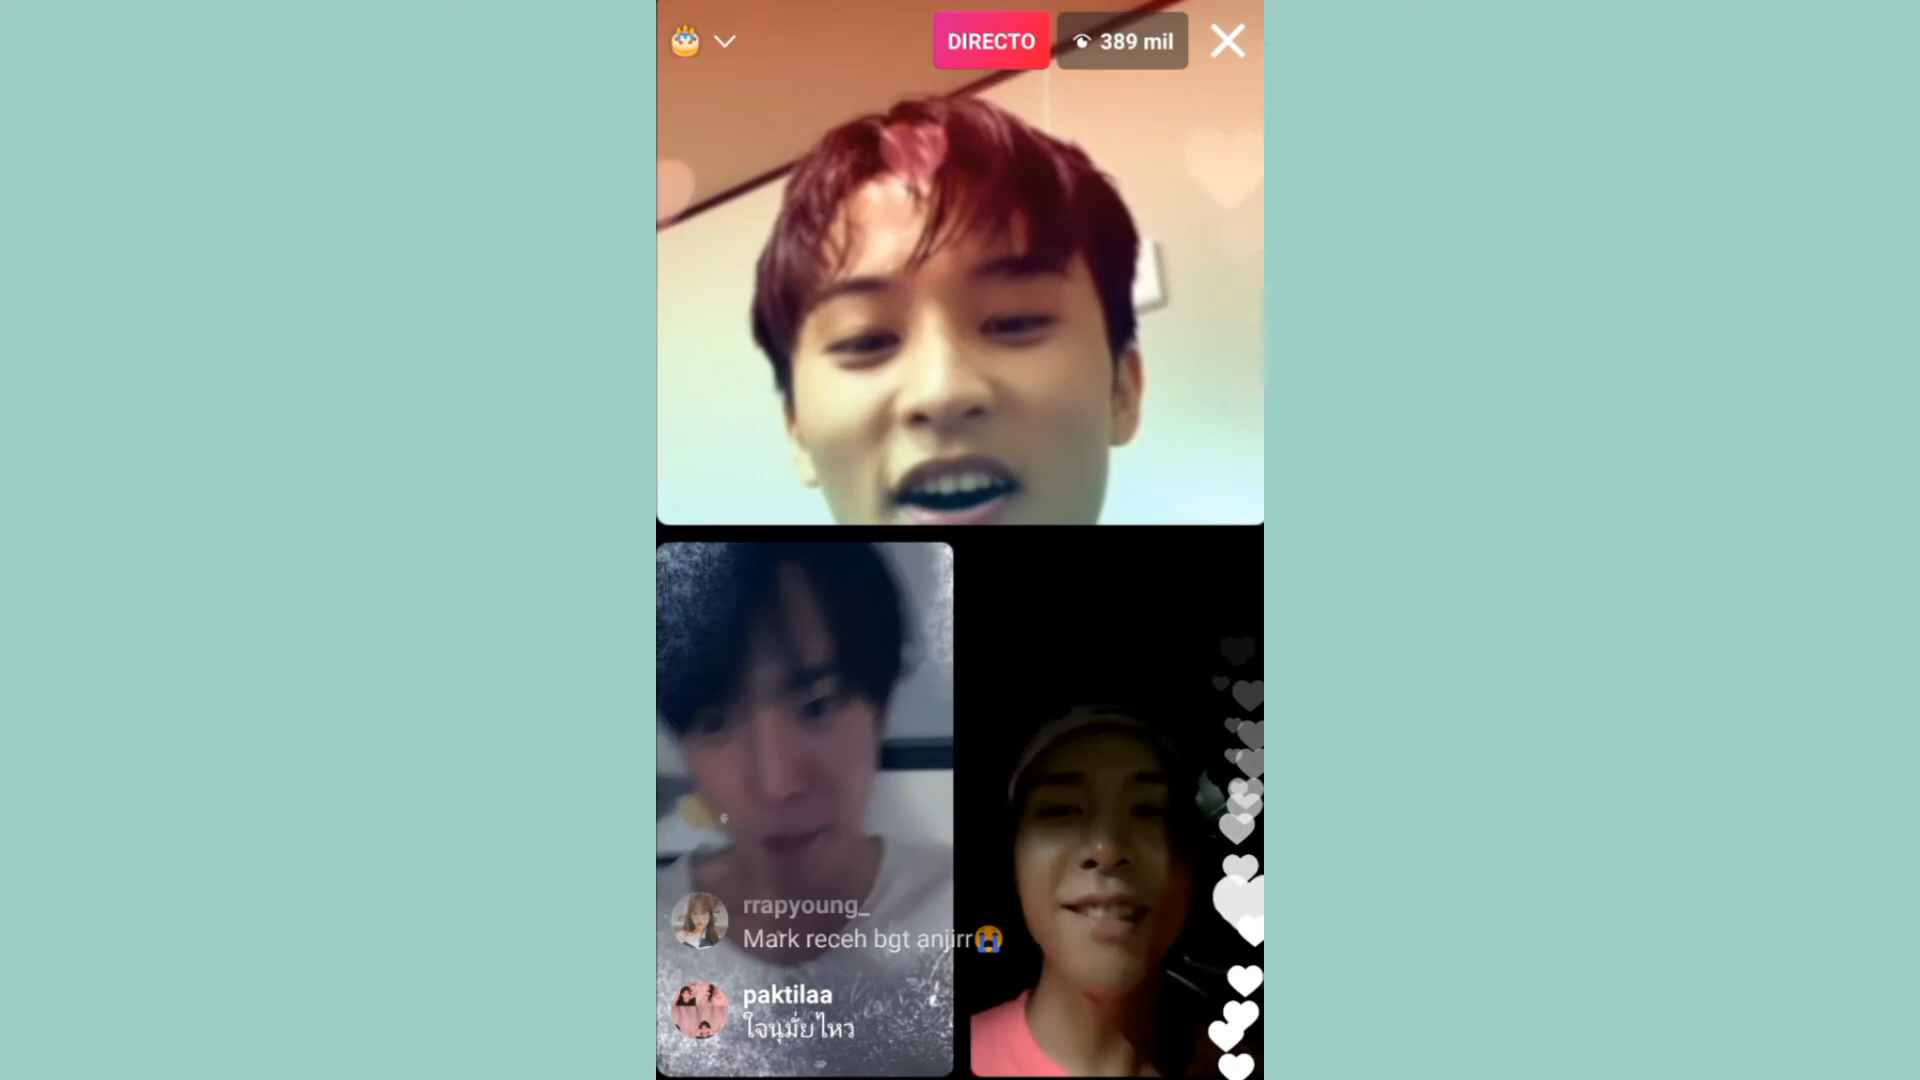 DIRECTO
389 mil
rrapyoung_
Mark receh bgt anjirr😭
paktilaa
ใจนุมั่ยไหว